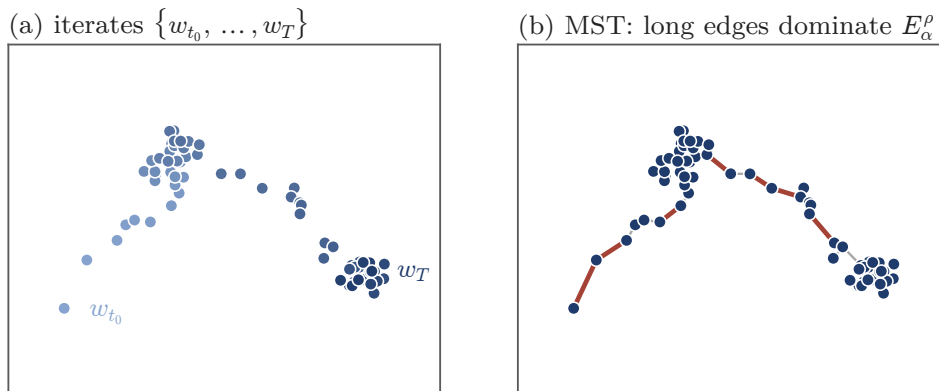 (a) iterates {w_{t_0}, … , w_T}
(b) MST: long edges dominate E_α^ρ
w_T
w_{t_0}